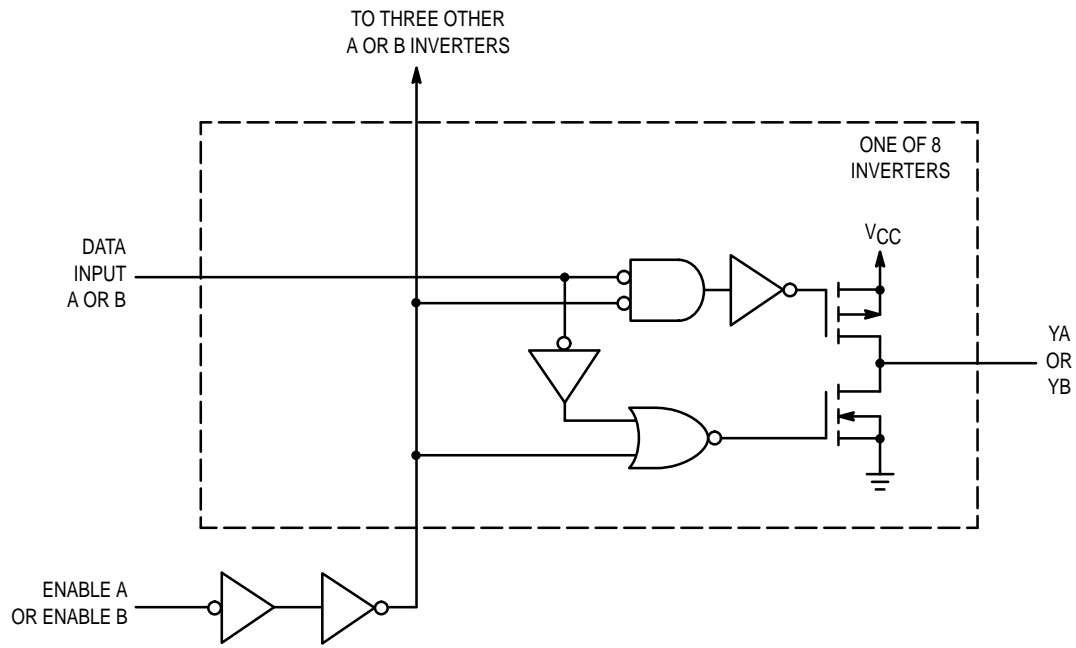 TO THREE OTHER
A OR B INVERTERS
ONE OF 8
INVERTERS
VCC
DATA
INPUT
A OR B
YA
OR
YB
ENABLE A
OR ENABLE B